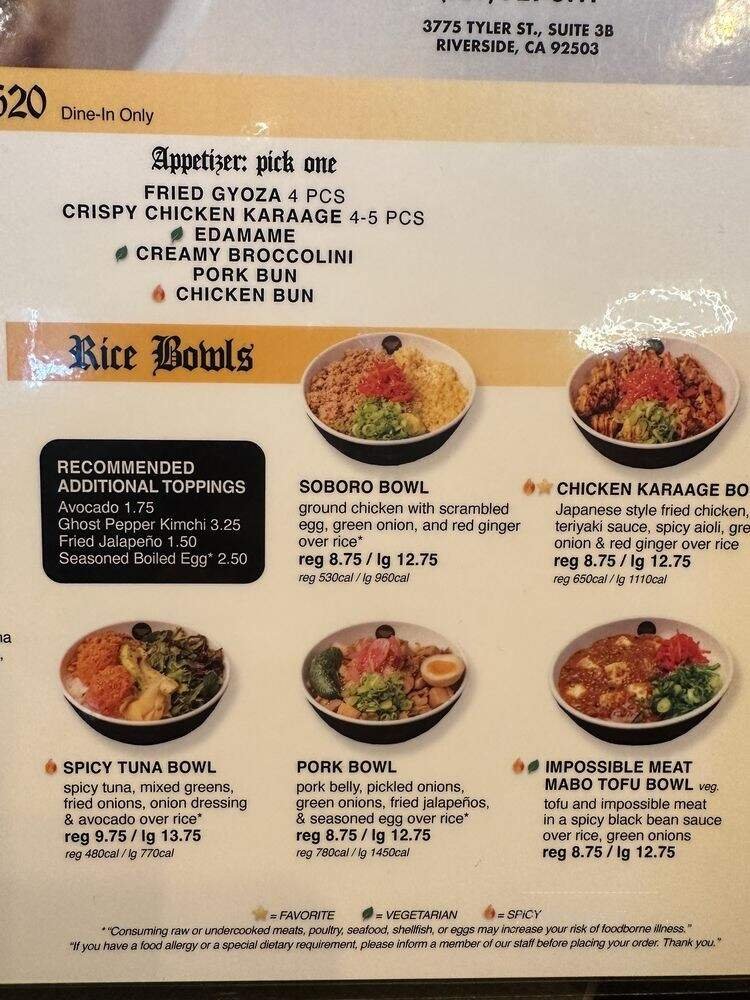 3775 TYLER ST., SUITE 3B
RIVERSIDE, CA 92503
Dine-In Only
Appetizer: pick one
FRIED GYOZA 4 PCS
CRISPY CHICKEN KARAAGE 4-5 PCS
EDAMAME
CREAMY BROCCOLINI
PORK BUN
CHICKEN BUN
Rice Bowls
RECOMMENDED
ADDITIONAL TOPPINGS
Avocado 1.75
Ghost Pepper Kimchi 3.25
Fried Jalapeño 1.50
Seasoned Boiled Egg* 2.50
SOBORO BOWL
ground chicken with scrambled
egg, green onion, and red ginger
over rice*
reg 8.75 / lg 12.75
reg 530cal / lg 960cal
CHICKEN KARAAGE BO
Japanese style fried chicken,
teriyaki sauce, spicy aioli, gre
onion & red ginger over rice
reg 8.75 / lg 12.75
reg 650cal / lg 1110cal
SPICY TUNA BOWL
spicy tuna, mixed greens,
fried onions, onion dressing
& avocado over rice*
reg 9.75 / lg 13.75
reg 480cal / lg 770cal
PORK BOWL
pork belly, pickled onions,
green onions, fried jalapeños,
& seasoned egg over rice*
reg 8.75 / lg 12.75
reg 780cal / lg 1450cal
IMPOSSIBLE MEAT
MABO TOFU BOWL veg.
tofu and impossible meat
in a spicy black bean sauce
over rice, green onions
reg 8.75 / lg 12.75
= FAVORITE = VEGETARIAN = SPICY
*"Consuming raw or undercooked meats, poultry, seafood, shellfish, or eggs may increase your risk of foodborne illness."
"If you have a food allergy or a special dietary requirement, please inform a member of our staff before placing your order. Thank you."